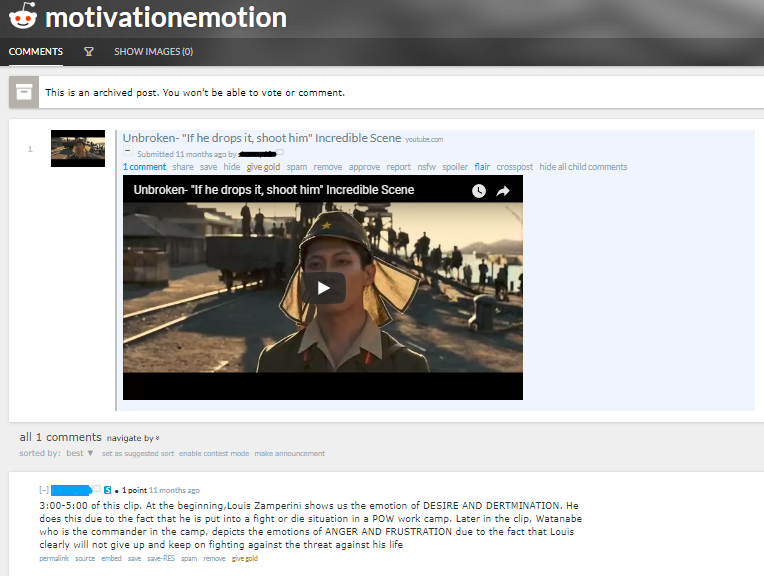 motivationemotion
COMMENTS SHOW IMAGES (0)
This is an archived post. You won't be able to vote or comment.
1
Unbroken- "If he drops it, shoot him" Incredible Scene youtube.com
Submitted 11 months ago by
1 comment share save hide give gold spam remove approve report nsfw spoiler flair crosspost hide all child comments
Unbroken- "If he drops it, shoot him" Incredible Scene
all 1 comments navigate by
sorted by: best ▼ set as suggested sort enable contest mode make announcement
[–] S • 1 point 11 months ago
3:00-5:00 of this clip. At the beginning,Louis Zamperini shows us the emotion of DESIRE AND DERTMINATION. He
does this due to the fact that he is put into a fight or die situation in a POW work camp. Later in the clip, Watanabe
who is the commander in the camp, depicts the emotions of ANGER AND FRUSTRATION due to the fact that Louis
clearly will not give up and keep on fighting against the threat against his life
permalink source embed save save-RES spam remove give gold